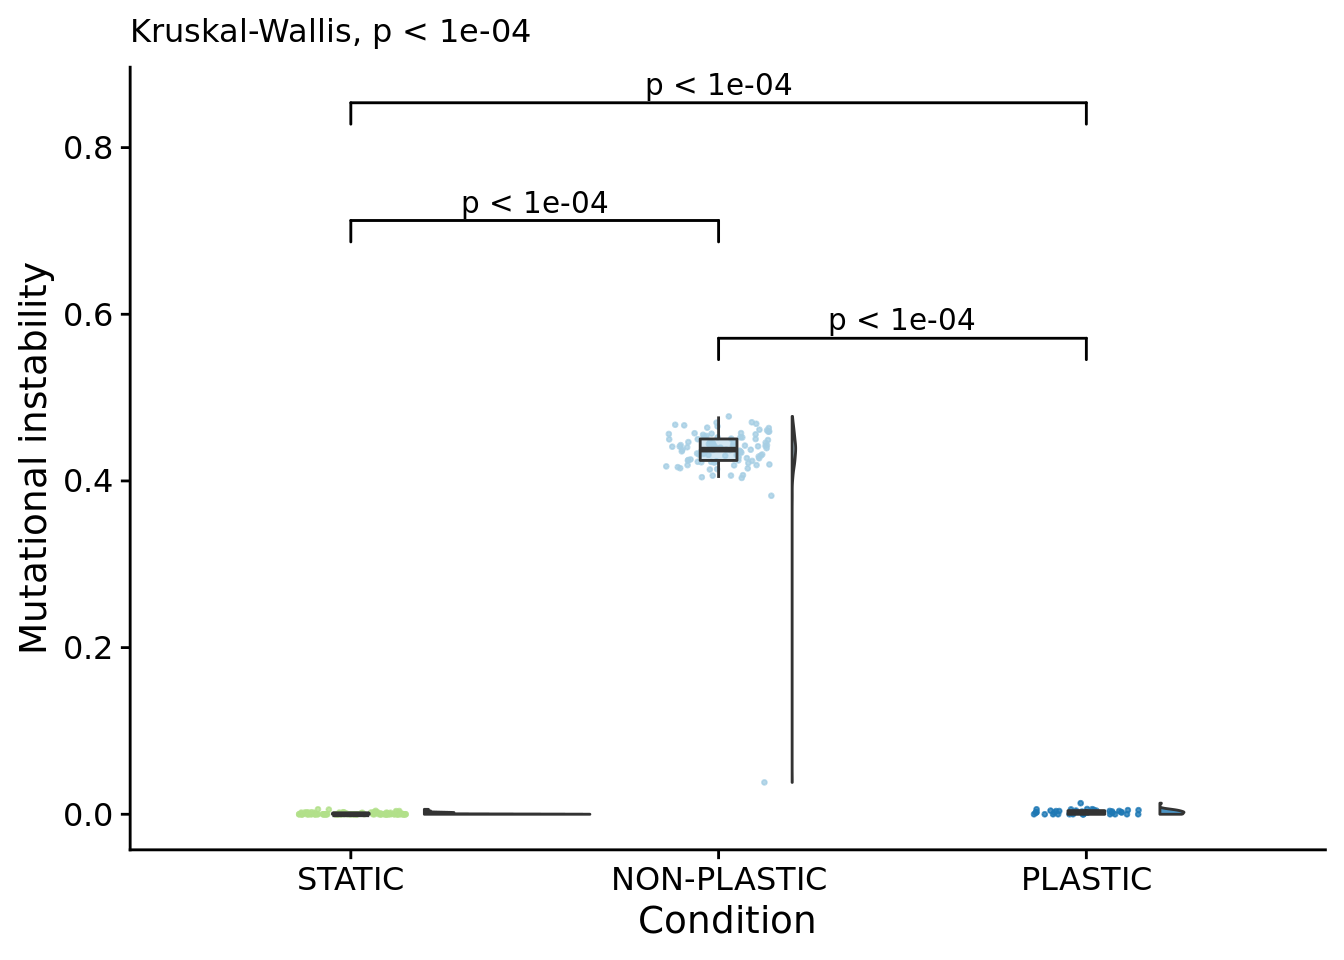 Kruskal-Wallis, p < 1e-04
p < 1e-04
p < 1e-04
p < 1e-04
Mutational instability
0.8
0.6
0.4
0.2
0.0
STATIC NON-PLASTIC PLASTIC
Condition